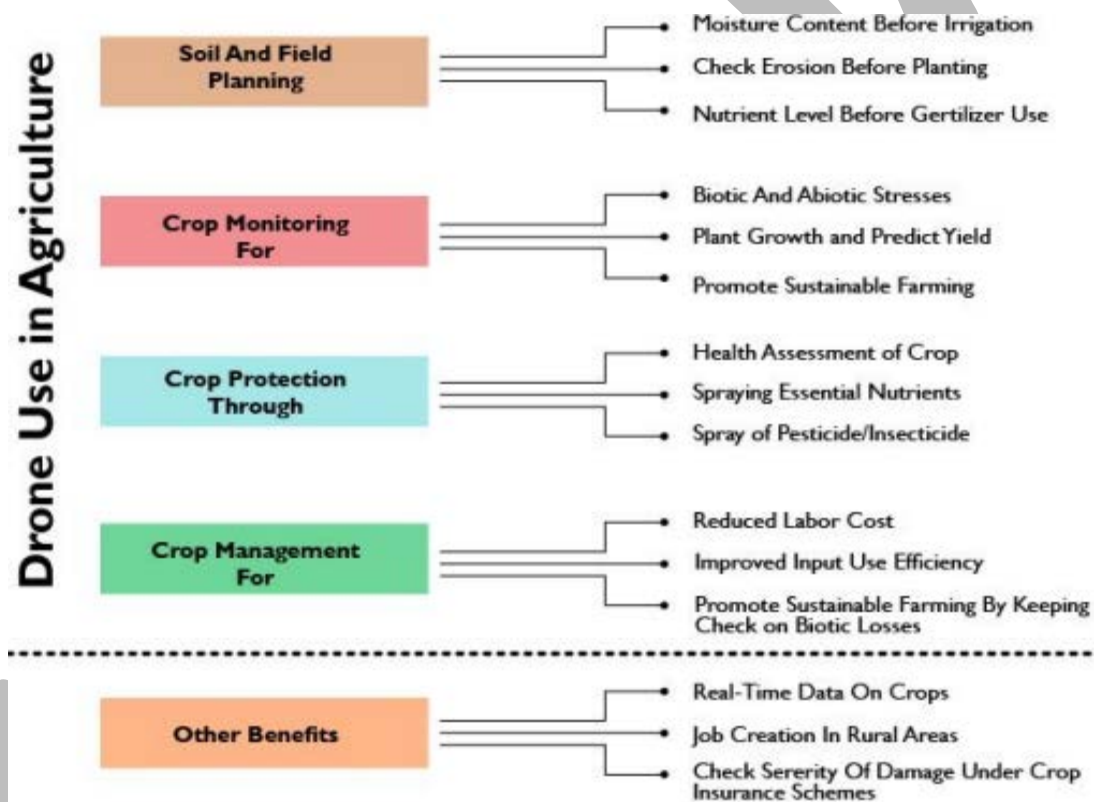 Drone Use in Agriculture
Soil And Field
Planning
Moisture Content Before Irrigation
Check Erosion Before Planting
Nutrient Level Before Gertilizer Use
Crop Monitoring
For
Biotic And Abiotic Stresses
Plant Growth and Predict Yield
Promote Sustainable Farming
Crop Protection
Through
Health Assessment of Crop
Spraying Essential Nutrients
Spray of Pesticide/Insecticide
Crop Management
For
Reduced Labor Cost
Improved Input Use Efficiency
Promote Sustainable Farming By Keeping
Check on Biotic Losses
Other Benefits
Real-Time Data On Crops
Job Creation In Rural Areas
Check Sererity Of Damage Under Crop
Insurance Schemes